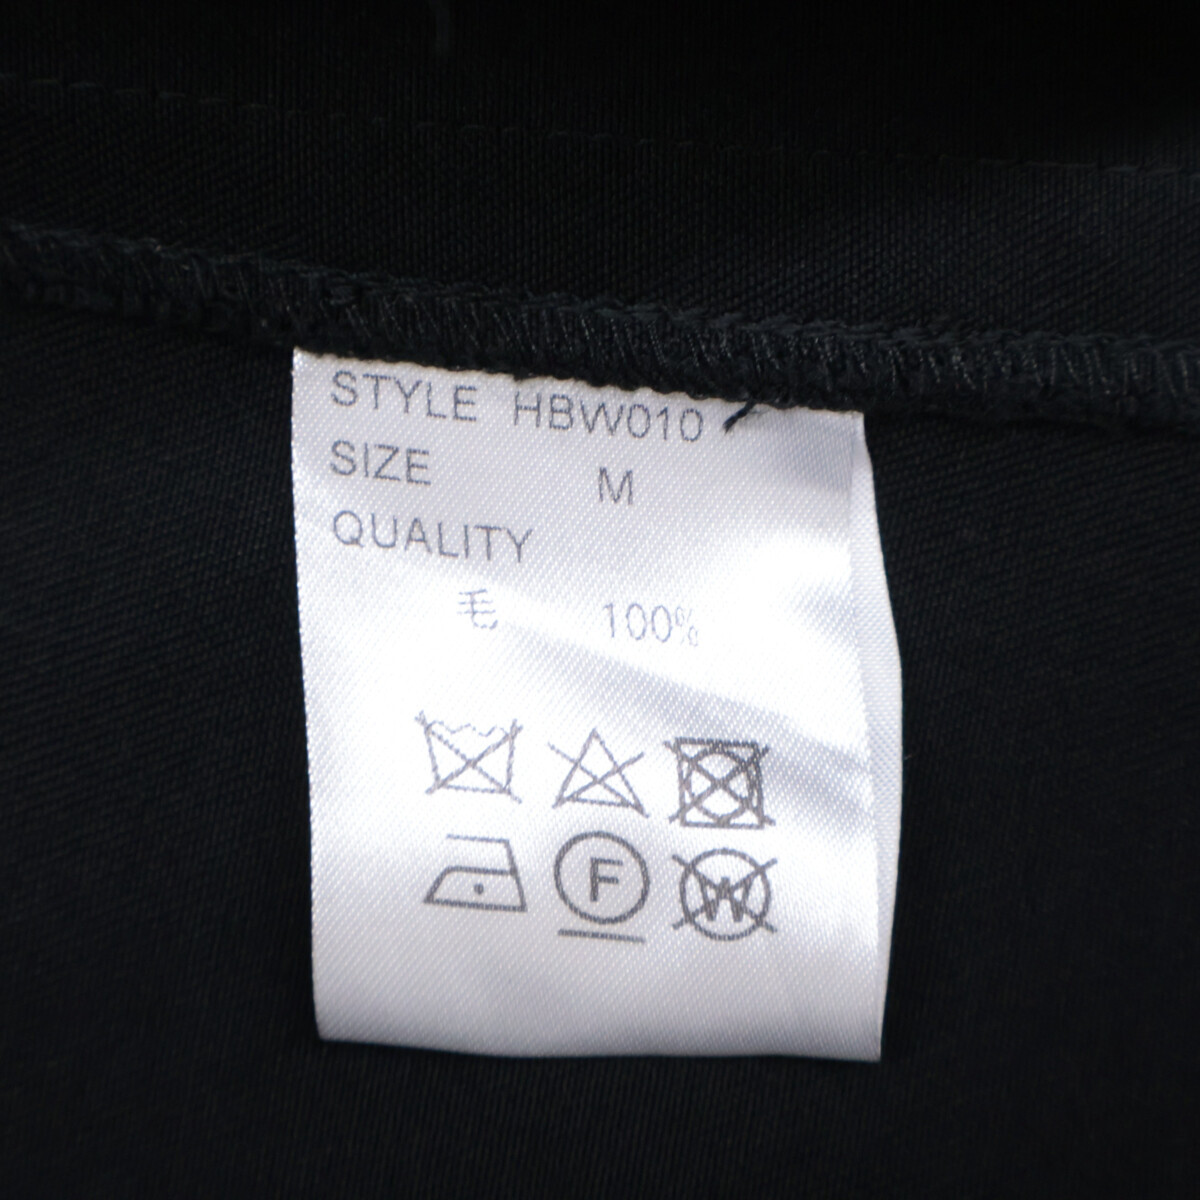 STYLE HBW010
SIZE M
QUALITY
毛 100%
F W